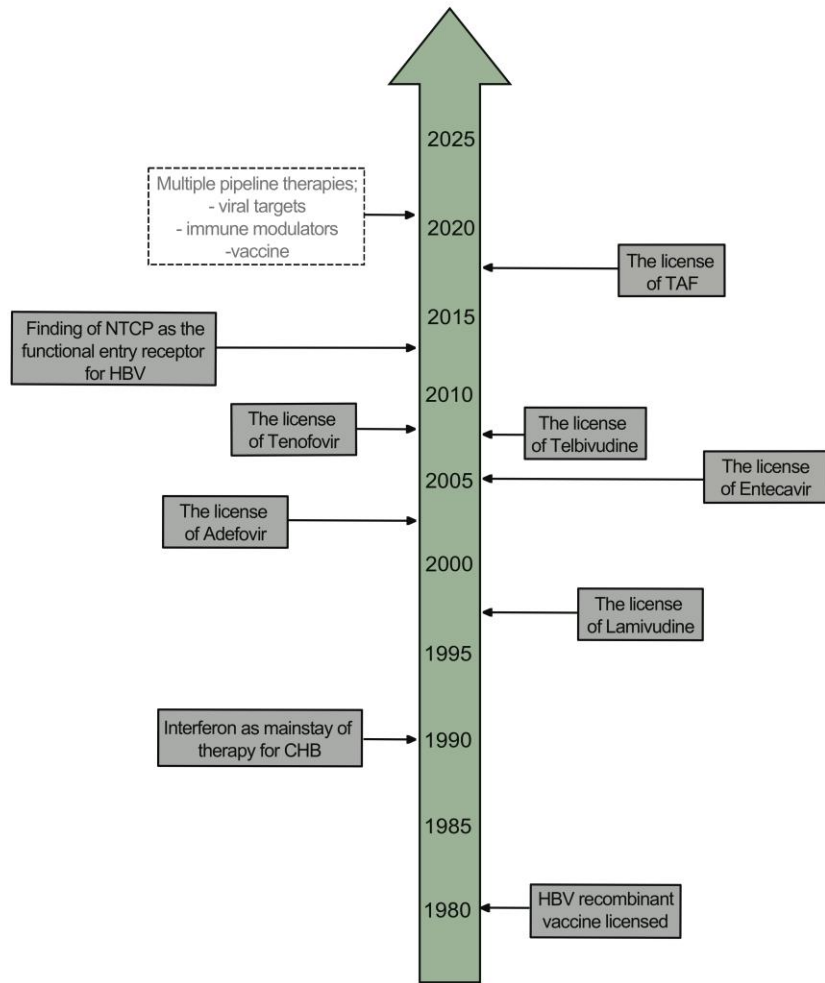 2025
Multiple pipeline therapies;
- viral targets
- immune modulators
-vaccine
2020
The license
of TAF
2015
Finding of NTCP as the
functional entry receptor
for HBV
2010
The license
of Tenofovir
The license
of Telbivudine
2005
The license
of Entecavir
The license
of Adefovir
2000
The license
of Lamivudine
1995
Interferon as mainstay of
therapy for CHB
1990
1985
1980
HBV recombinant
vaccine licensed